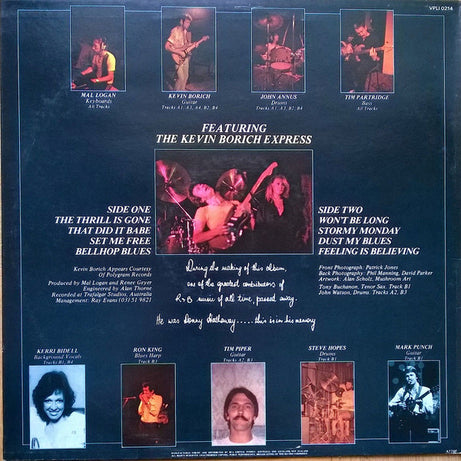 VPL1 0214
MAL LOGAN
Keyboards
All Tracks
KEVIN BORICH
Guitar
Tracks A1, A3, A4, B2, B4
JOHN ANNUS
Drums
Tracks A1, A3, B2, B4
TIM PARTRIDGE
Bass
All Tracks
FEATURING
THE KEVIN BORICH EXPRESS
SIDE ONE
THE THRILL IS GONE
THAT DID IT BABE
SET ME FREE
BELLHOP BLUES
SIDE TWO
WON'T BE LONG
STORMY MONDAY
DUST MY BLUES
FEELING IS BELIEVING
Kevin Borich Appears Courtesy
Of Polygram Records
Produced by Mal Logan and Renee Geyer
Engineered by Alan Thorne
Recorded at Trafalgar Studios, Australia
Management: Ray Evans (03) 51 9821
During the making of this album,
one of the greatest contributors of
R&B music of all time, passed away.
He was Donny Hathaway.....this is in his memory
Front Photograph: Patrick Jones
Back Photography: Phil Manning, David Parker
Artwork: Alan Scholz, Mushroom Art
Tony Buchanon, Tenor Sax. Track B1
John Watson, Drums. Tracks A2, B3
KERRI BIDELL
Background Vocals
Tracks B1, B4
RON KING
Blues Harp
Track B3
TIM PIPER
Guitar
Tracks A2, B3
STEVE HOPES
Drums
Track B1
MARK PUNCH
Guitar
Track B1